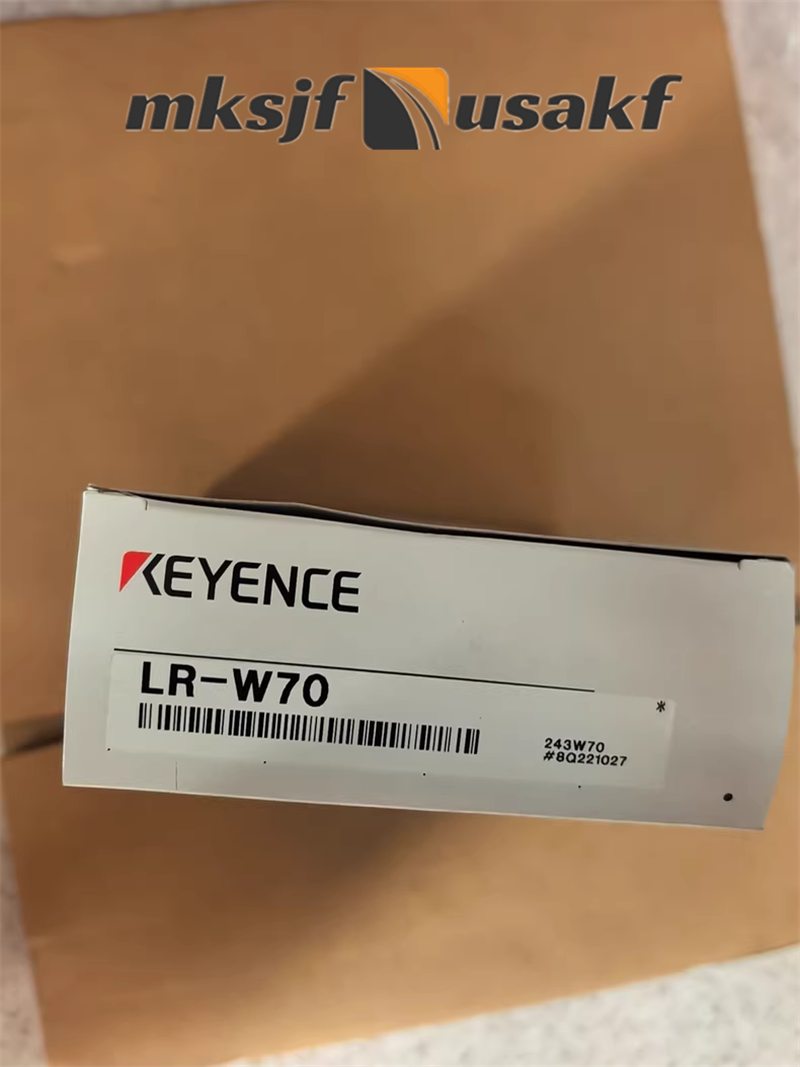 mksjf usakf
KEYENCE
LR-W70
*
243W70
#8Q221027